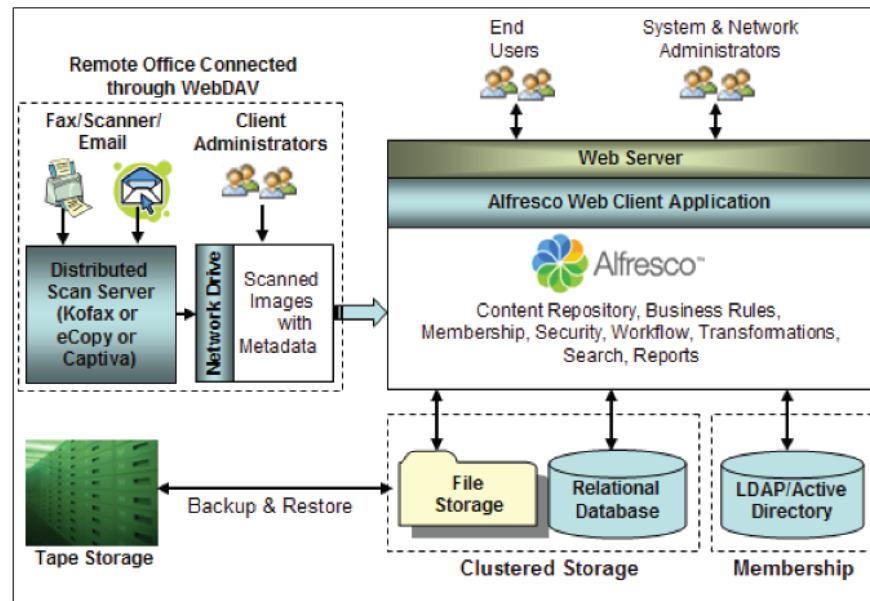 End
Users
System & Network
Administrators
Remote Office Connected
through WebDAV
Fax/Scanner/
Email
Client
Administrators
Web Server
Alfresco Web Client Application
Distributed
Scan Server
(Kofax or
eCopy or
Captiva)
Network Drive
Scanned
Images
with
Metadata
Alfresco™
Content Repository, Business Rules,
Membership, Security, Workflow, Transformations,
Search, Reports
File
Storage
Relational
Database
LDAP/Active
Directory
Backup & Restore
Tape Storage
Clustered Storage
Membership